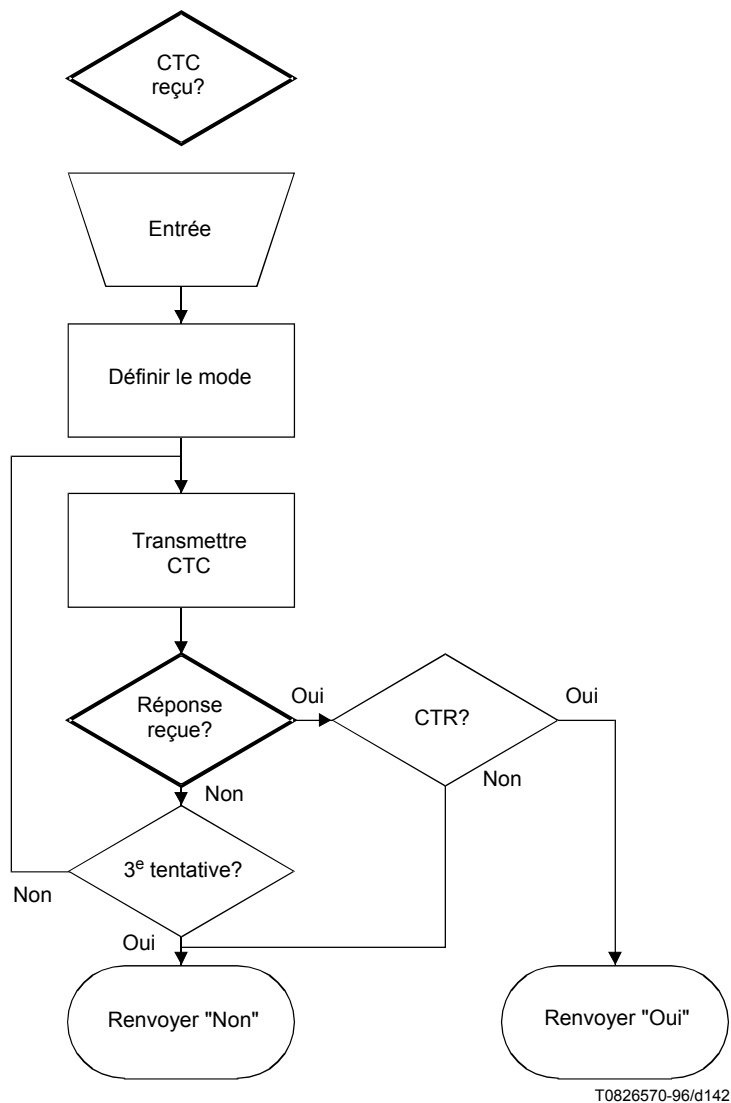 CTC
reçu?
Entrée
Définir le mode
Transmettre
CTC
Réponse
reçue?
Oui
CTR?
Oui
Non
Non
3e tentative?
Non
Oui
Renvoyer "Non"
Renvoyer "Oui"
T0826570-96/d142